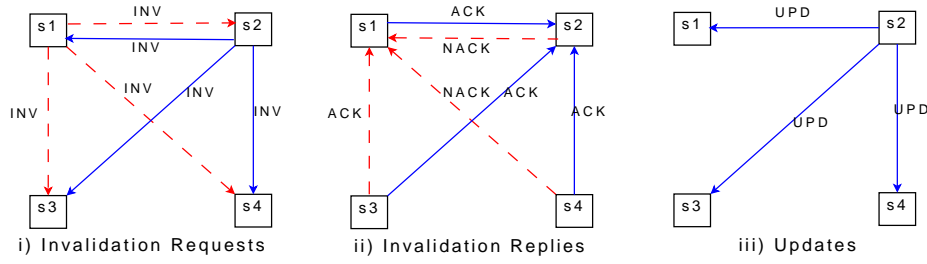 INV
s1
s2
INV
INV
INV
INV
INV
s3
s4
i) Invalidation Requests
ACK
s1
s2
NACK
NACK
ACK
ACK
ACK
s3
s4
ii) Invalidation Replies
UPD
s1
s2
UPD
UPD
s3
s4
iii) Updates